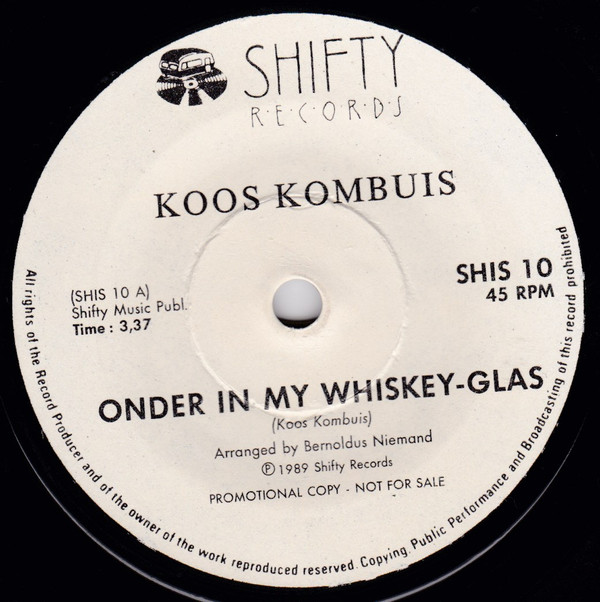 SHIFTY
R·E·C·O·R·D·S
KOOS KOMBUIS
(SHIS 10 A)
Shifty Music Publ.
Time : 3,37
SHIS 10
45 RPM
ONDER IN MY WHISKEY-GLAS
(Koos Kombuis)
Arranged by Bernoldus Niemand
Ⓟ 1989 Shifty Records
PROMOTIONAL COPY - NOT FOR SALE
All rights of the Record Producer and of the owner of the work reproduced reserved. Copying, Public Performance and Broadcasting of this record prohibited